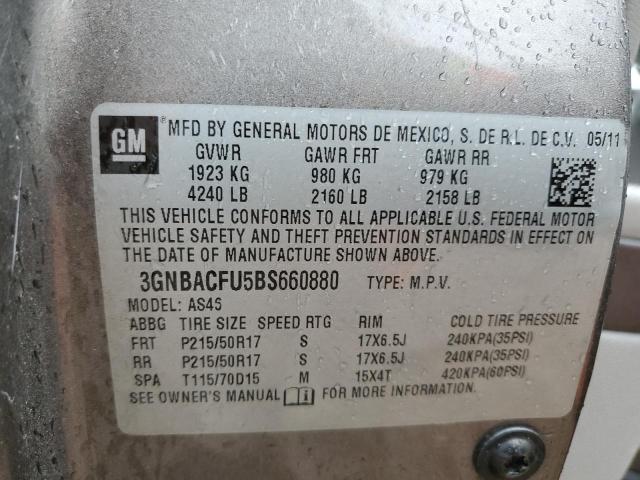 GM ® MFD BY GENERAL MOTORS DE MEXICO, S. DE R.L. DE C.V. 05/11
GVWR GAWR FRT GAWR RR
1923 KG 980 KG 979 KG
4240 LB 2160 LB 2158 LB
THIS VEHICLE CONFORMS TO ALL APPLICABLE U.S. FEDERAL MOTOR
VEHICLE SAFETY AND THEFT PREVENTION STANDARDS IN EFFECT ON
THE DATE OF MANUFACTURE SHOWN ABOVE.
3GNBACFU5BS660880 TYPE: M.P.V.
MODEL: AS45
ABBG TIRE SIZE SPEED RTG RIM COLD TIRE PRESSURE
FRT P215/50R17 S 17X6.5J 240KPA(35PSI)
RR P215/50R17 S 17X6.5J 240KPA(35PSI)
SPA T115/70D15 M 15X4T 420KPA(60PSI)
SEE OWNER'S MANUAL i FOR MORE INFORMATION.